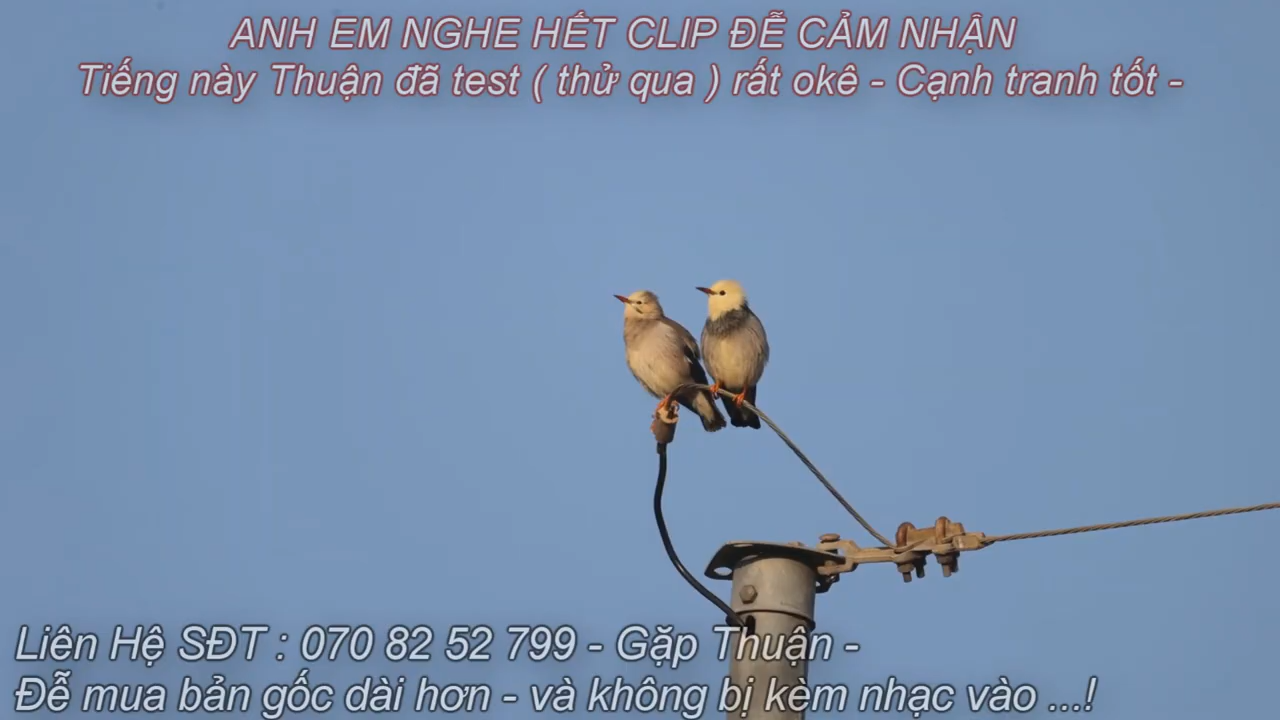 ANH EM NGHE HẾT CLIP ĐỄ CẢM NHẬN
Tiếng này Thuận đã test ( thử qua ) rất okê - Cạnh tranh tốt -
Liên Hệ SĐT : 070 82 52 799 - Gặp Thuận -
Đễ mua bản gốc dài hơn - và không bị kèm nhạc vào ...!